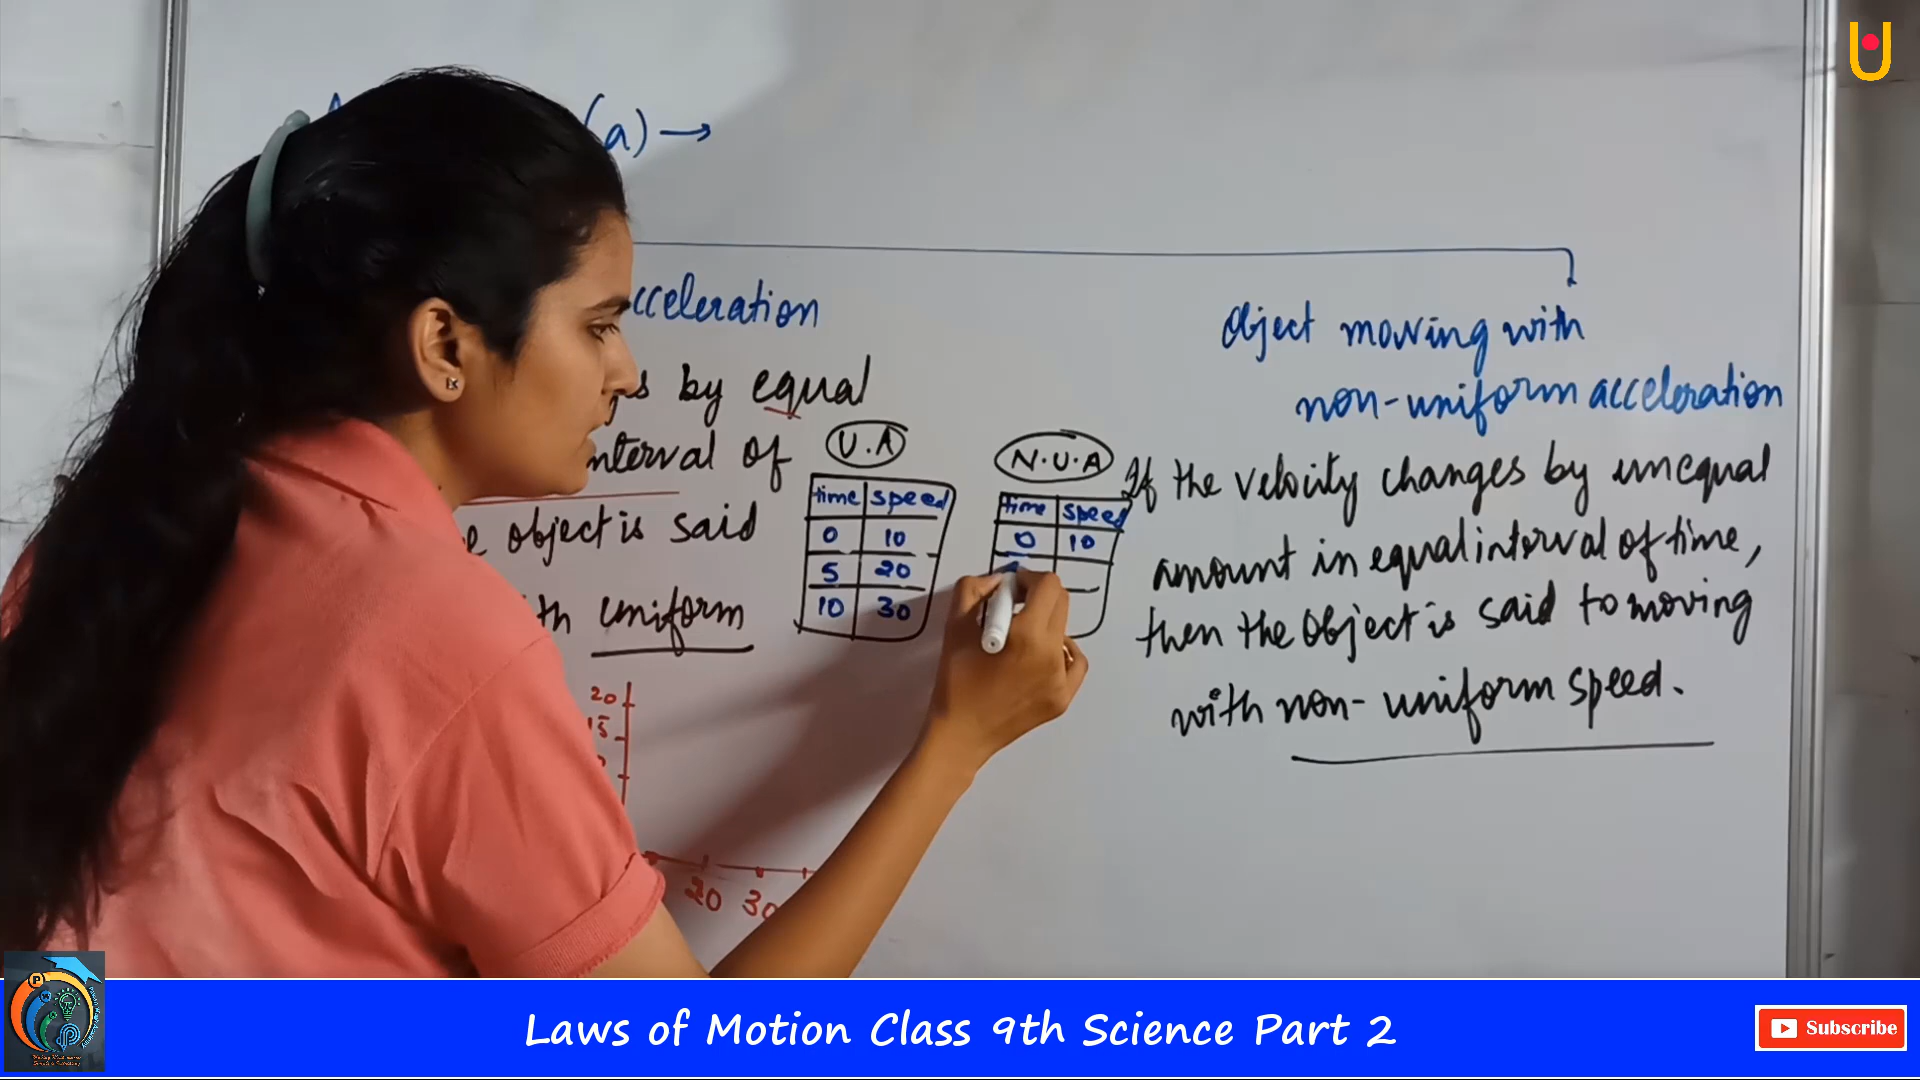 (a) →
cceleration
by equal
nterval of
object is said
th uniform
U.A
time speed
0 10
5 20
10 30
N.U.A
time speed
0 10
20
15
20 30
Object moving with
non-uniform acceleration
If the velocity changes by unequal
amount in equal interval of time,
then the object is said to moving
with non-uniform speed.
Laws of Motion Class 9th Science Part 2
Subscribe